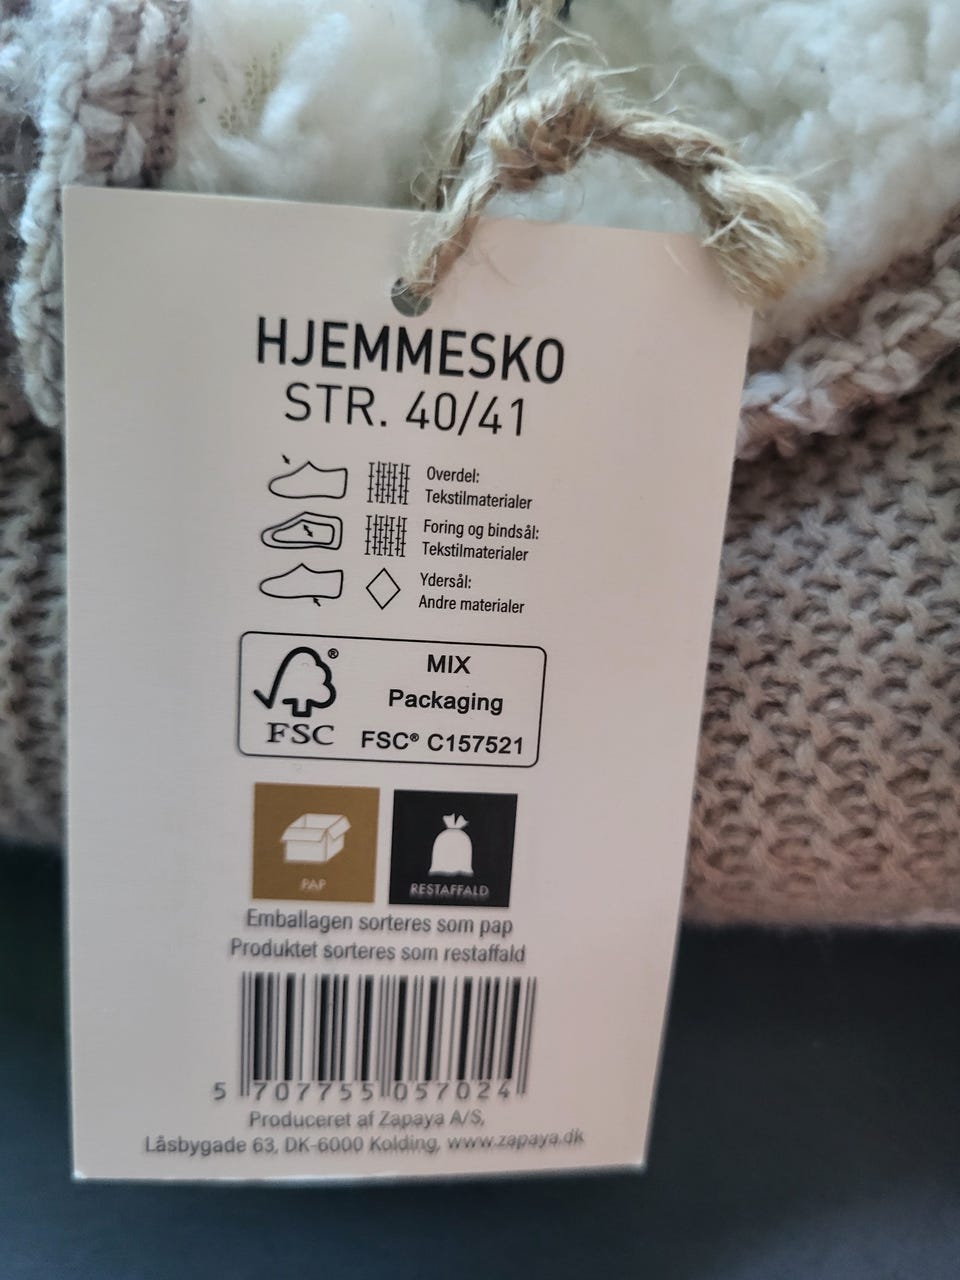 HJEMMESKO
STR. 40/41
Overdel:
Tekstilmaterialer
Foring og bindsål:
Tekstilmaterialer
Ydersål:
Andre materialer
®
MIX
Packaging
FSC
FSC® C157521
PAP
RESTAFFALD
Emballagen sorteres som pap
Produktet sorteres som restaffald
5 707755 057024
Produceret af Zapaya A/S,
Låsbygade 63, DK-6000 Kolding, www.zapaya.dk